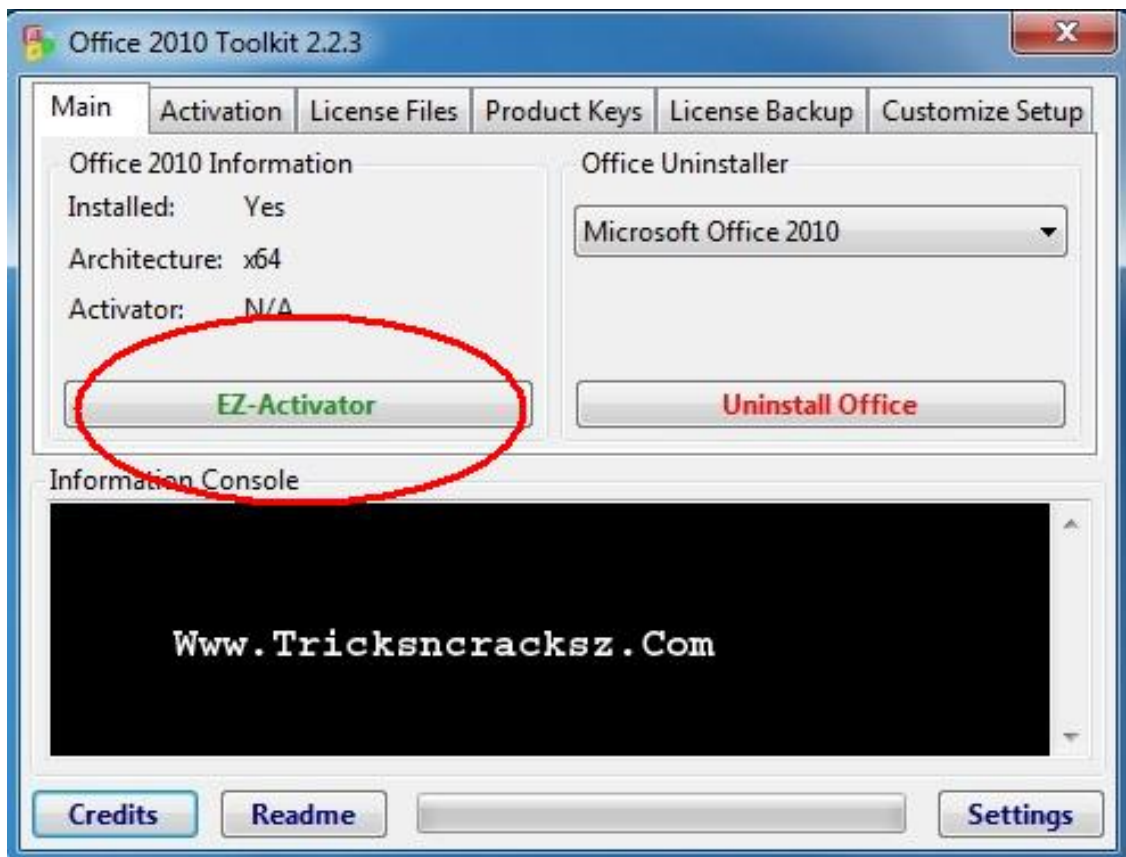 Office 2010 Toolkit 2.2.3
x
Main Activation License Files Product Keys License Backup Customize Setup
Office 2010 Information
Installed: Yes
Architecture: x64
Activator: N/A
EZ-Activator
Office Uninstaller
Microsoft Office 2010
Uninstall Office
Information Console
Www.Tricksncracksz.Com
Credits Readme Settings